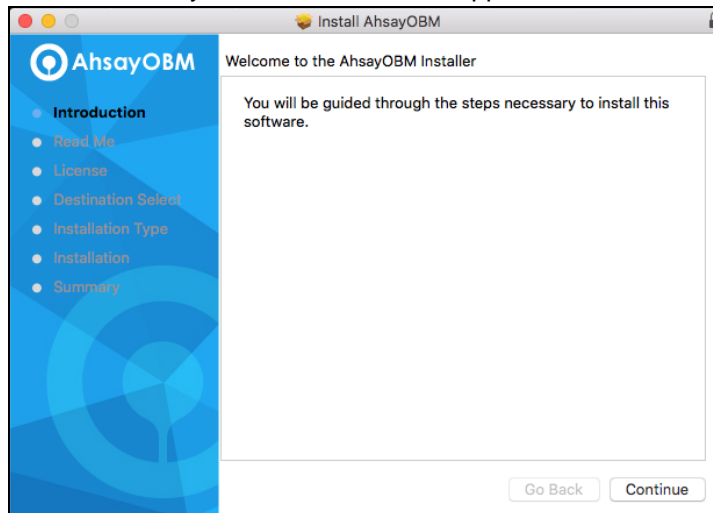 Install AhsayOBM
AhsayOBM
Welcome to the AhsayOBM Installer
Introduction
Read Me
License
Destination Select
Installation Type
Installation
Summary
You will be guided through the steps necessary to install this
software.
Go Back
Continue